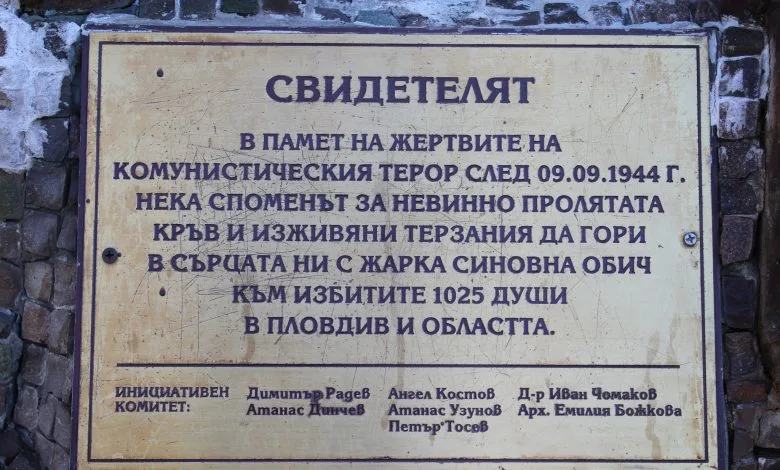 СВИДЕТЕЛЯТ
В ПАМЕТ НА ЖЕРТВИТЕ НА
КОМУНИСТИЧЕСКИЯ ТЕРОР СЛЕД 09.09.1944 Г.
НЕКА СПОМЕНЪТ ЗА НЕВИННО ПРОЛЯТАТА
КРЪВ И ИЗЖИВЯНИ ТЕРЗАНИЯ ДА ГОРИ
В СЪРЦАТА НИ С ЖАРКА СИНОВНА ОБИЧ
КЪМ ИЗБИТИТЕ 1025 ДУШИ
В ПЛОВДИВ И ОБЛАСТТА.
ИНИЦИАТИВЕН КОМИТЕТ:
Димитър Радев
Атанас Динчев
Ангел Костов
Атанас Узунов
Петър Тосев
Д-р Иван Чомаков
Арх. Емилия Божкова